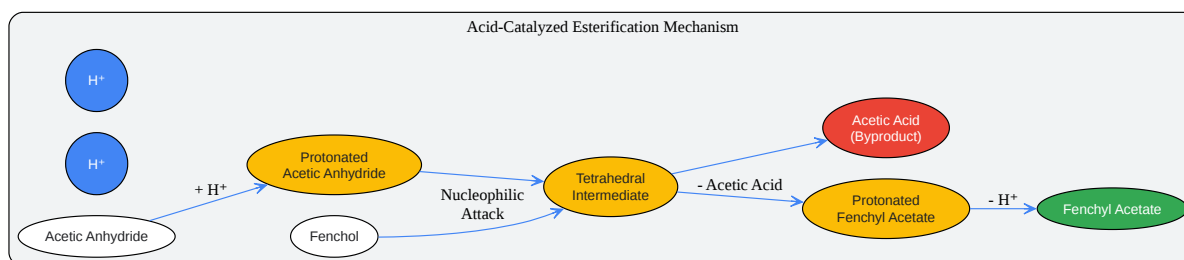 Acid-Catalyzed Esterification Mechanism
H⁺
H⁺
Acetic Anhydride
+ H⁺
Protonated
Acetic Anhydride
Fenchol
Nucleophilic
Attack
Tetrahedral
Intermediate
Acetic Acid
(Byproduct)
- Acetic Acid
Protonated
Fenchyl Acetate
- H⁺
Fenchyl Acetate